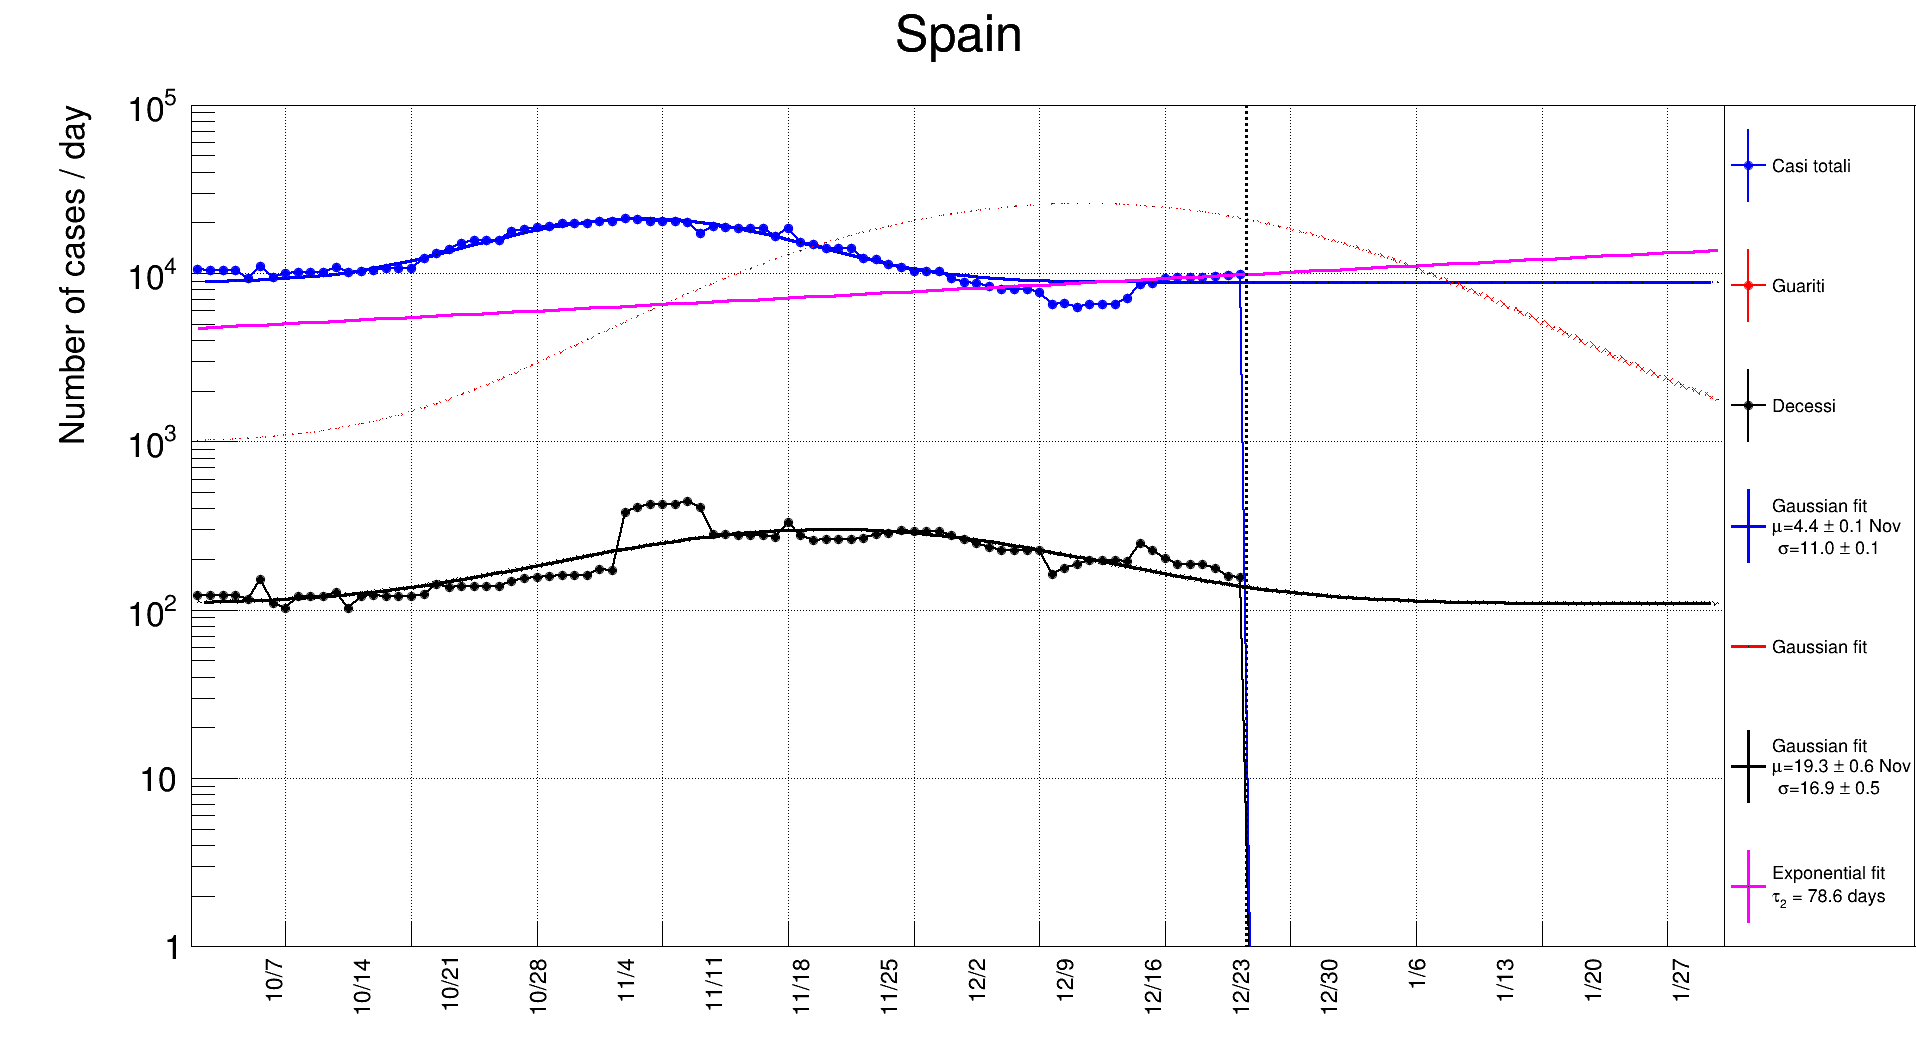 Spain
Number of cases / day
10^5
10^4
10^3
10^2
10
1
10/7
10/14
10/21
10/28
11/4
11/11
11/18
11/25
12/2
12/9
12/16
12/23
12/30
1/6
1/13
1/20
1/27
Casi totali
Guariti
Decessi
Gaussian fit
μ=4.4 ± 0.1 Nov
σ=11.0 ± 0.1
Gaussian fit
Gaussian fit
μ=19.3 ± 0.6 Nov
σ=16.9 ± 0.5
Exponential fit
τ₂ = 78.6 days